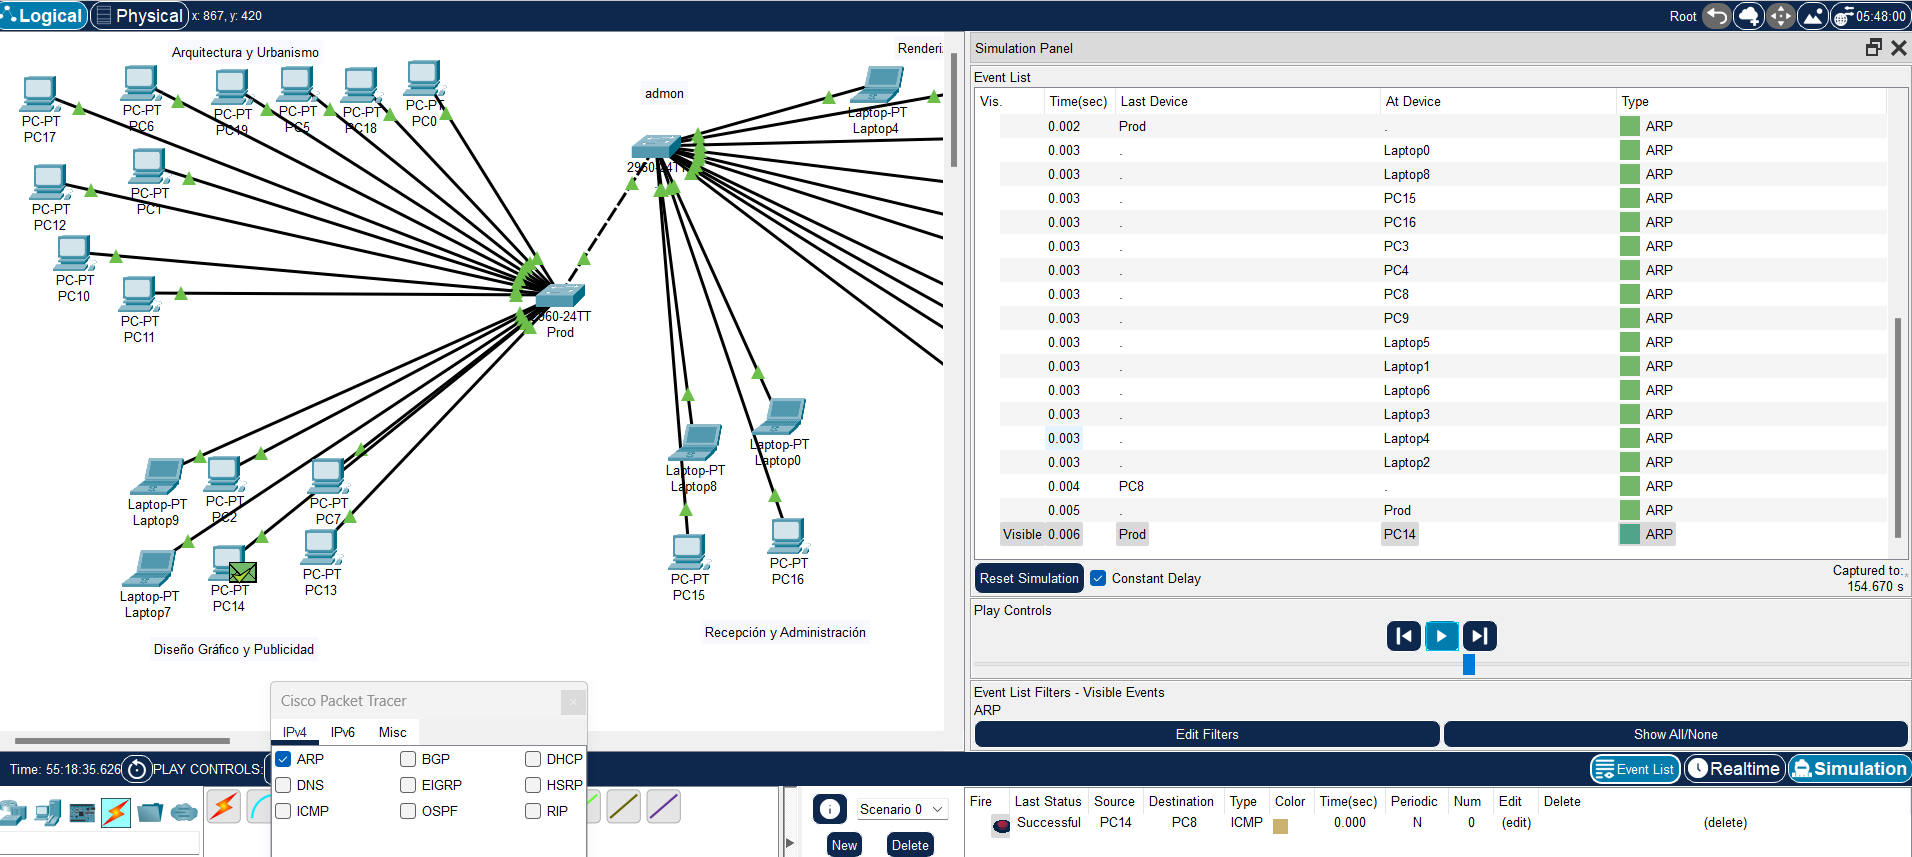 Logical
Physical
x: 867, y: 420
Root
05:48:00
Arquitectura y Urbanismo
Renderi
admon
PC-PT
PC17
PC-PT
PC6
PC-PT
PC19
PC-PT
PC5
PC-PT
PC18
PC-PT
PC0
Laptop-PT
Laptop4
PC-PT
PC12
PC-PT
PC1
2960-24TT
.
PC-PT
PC10
PC-PT
PC11
960-24TT
Prod
Laptop-PT
Laptop9
PC-PT
PC2
PC-PT
PC7
Laptop-PT
Laptop8
Laptop-PT
Laptop0
Laptop-PT
Laptop7
PC-PT
PC14
PC-PT
PC13
PC-PT
PC15
PC-PT
PC16
Recepción y Administración
Diseño Gráfico y Publicidad
Simulation Panel
Event List
Vis. Time(sec) Last Device At Device Type
0.002 Prod . ARP
0.003 . Laptop0 ARP
0.003 . Laptop8 ARP
0.003 . PC15 ARP
0.003 . PC16 ARP
0.003 . PC3 ARP
0.003 . PC4 ARP
0.003 . PC8 ARP
0.003 . PC9 ARP
0.003 . Laptop5 ARP
0.003 . Laptop1 ARP
0.003 . Laptop6 ARP
0.003 . Laptop3 ARP
0.003 . Laptop4 ARP
0.003 . Laptop2 ARP
0.004 PC8 . ARP
0.005 . Prod ARP
Visible 0.006 Prod PC14 ARP
Reset Simulation Constant Delay
Captured to:
154.670 s
Play Controls
Event List Filters - Visible Events
ARP
Edit Filters Show All/None
Cisco Packet Tracer
IPv4 IPv6 Misc
ARP BGP DHCP
DNS EIGRP HSRP
ICMP OSPF RIP
Time: 55:18:35.626 PLAY CONTROLS:
Event List Realtime Simulation
Scenario 0
New Delete
Fire Last Status Source Destination Type Color Time(sec) Periodic Num Edit Delete
Successful PC14 PC8 ICMP 0.000 N 0 (edit) (delete)